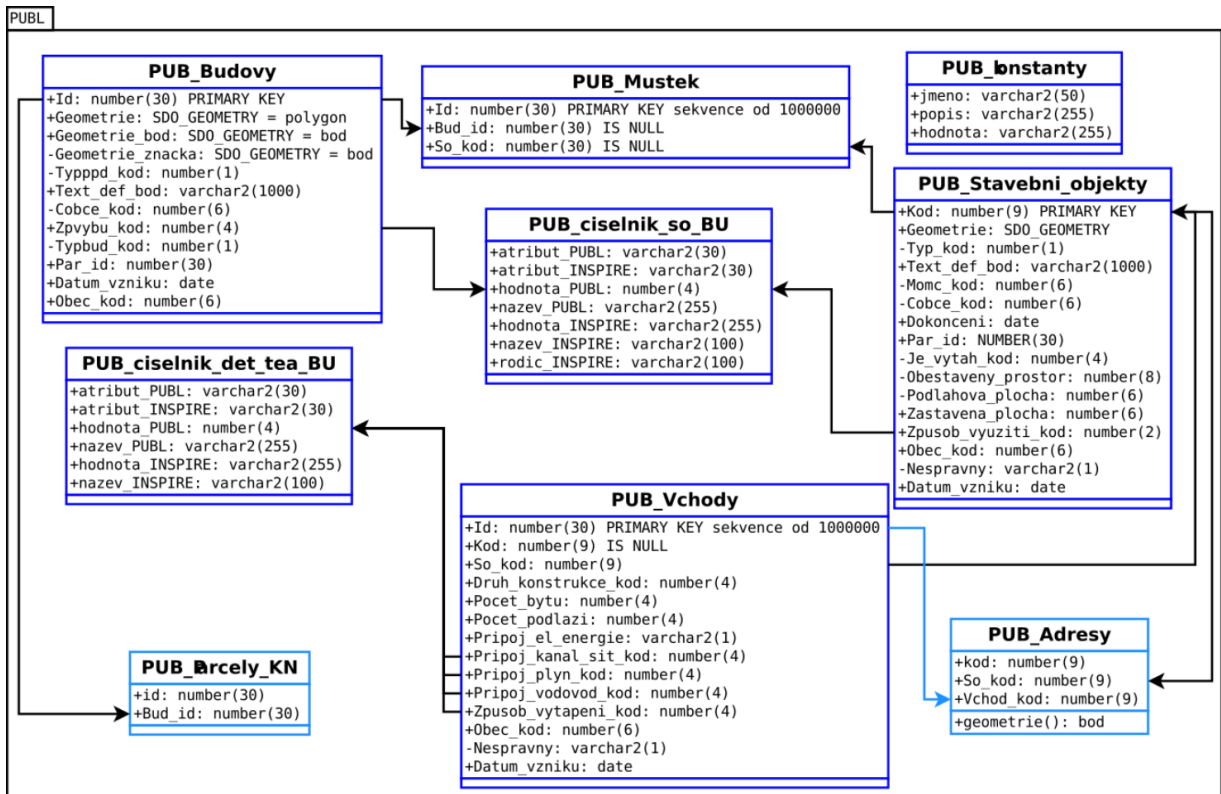 PUBL
PUB_Budovy
+Id: number(30) PRIMARY KEY
+Geometrie: SDO_GEOMETRY = polygon
+Geometrie_bod: SDO_GEOMETRY = bod
-Geometrie_znacka: SDO_GEOMETRY = bod
-Typppd_kod: number(1)
+Text_def_bod: varchar2(1000)
-Cobce_kod: number(6)
+Zpvybu_kod: number(4)
-Typbud_kod: number(1)
+Par_id: number(30)
+Datum_vzniku: date
+Obec_kod: number(6)
PUB_Mustek
+Id: number(30) PRIMARY KEY sekvence od 1000000
+Bud_id: number(30) IS NULL
+So_kod: number(30) IS NULL
PUB_konstanty
+jmeno: varchar2(50)
+popis: varchar2(255)
+hodnota: varchar2(255)
PUB_Stavebni_objekty
+Kod: number(9) PRIMARY KEY
+Geometrie: SDO_GEOMETRY
-Typ_kod: number(1)
+Text_def_bod: varchar2(1000)
-Momc_kod: number(6)
-Cobce_kod: number(6)
+Dokonceni: date
+Par_id: NUMBER(30)
-Je_vytah_kod: number(4)
-Obestaveny_prostor: number(8)
-Podlahova_plocha: number(6)
+Zastavena_plocha: number(6)
+Zpusob_vyuziti_kod: number(2)
+Obec_kod: number(6)
-Nespravny: varchar2(1)
+Datum_vzniku: date
PUB_ciselnik_so_BU
+atribut_PUBL: varchar2(30)
+atribut_INSPIRE: varchar2(30)
+hodnota_PUBL: number(4)
+nazev_PUBL: varchar2(255)
+hodnota_INSPIRE: varchar2(255)
+nazev_INSPIRE: varchar2(100)
+rodic_INSPIRE: varchar2(100)
PUB_ciselnik_det_tea_BU
+atribut_PUBL: varchar2(30)
+atribut_INSPIRE: varchar2(30)
+hodnota_PUBL: number(4)
+nazev_PUBL: varchar2(255)
+hodnota_INSPIRE: varchar2(255)
+nazev_INSPIRE: varchar2(100)
PUB_Vchody
+Id: number(30) PRIMARY KEY sekvence od 1000000
+Kod: number(9) IS NULL
+So_kod: number(9)
+Druh_konstrukce_kod: number(4)
+Pocet_bytu: number(4)
+Pocet_podlazi: number(4)
+Pripoj_el_energie: varchar2(1)
+Pripoj_kanal_sit_kod: number(4)
+Pripoj_plyn_kod: number(4)
+Pripoj_vodovod_kod: number(4)
+Zpusob_vytapeni_kod: number(4)
+Obec_kod: number(6)
-Nespravny: varchar2(1)
+Datum_vzniku: date
PUB_Parcely_KN
+id: number(30)
+Bud_id: number(30)
PUB_Adresy
+kod: number(9)
+So_kod: number(9)
+Vchod_kod: number(9)
+geometrie(): bod